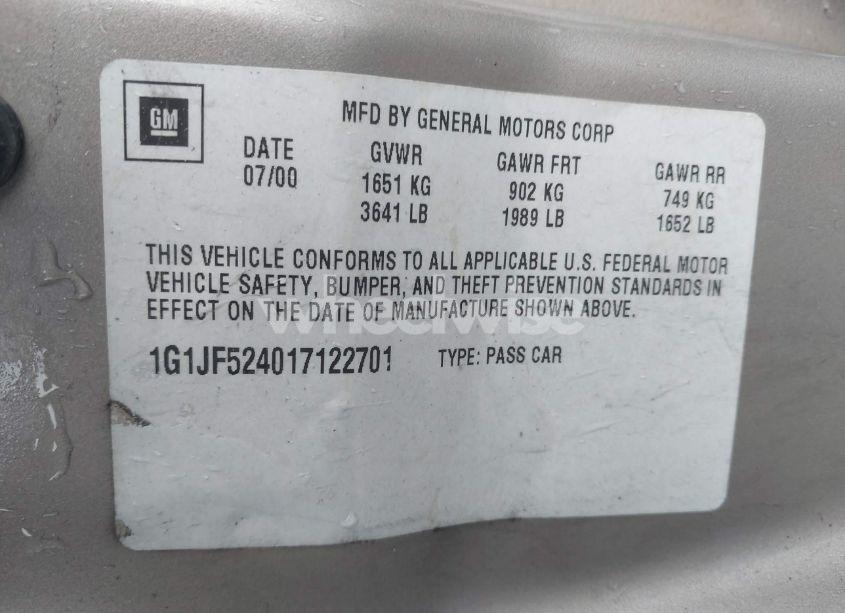 GM
MFD BY GENERAL MOTORS CORP
DATE GVWR GAWR FRT GAWR RR
07/00 1651 KG 902 KG 749 KG
3641 LB 1989 LB 1652 LB
THIS VEHICLE CONFORMS TO ALL APPLICABLE U.S. FEDERAL MOTOR
VEHICLE SAFETY, BUMPER, AND THEFT PREVENTION STANDARDS IN
EFFECT ON THE DATE OF MANUFACTURE SHOWN ABOVE.
wheelwise
1G1JF524017122701 TYPE: PASS CAR